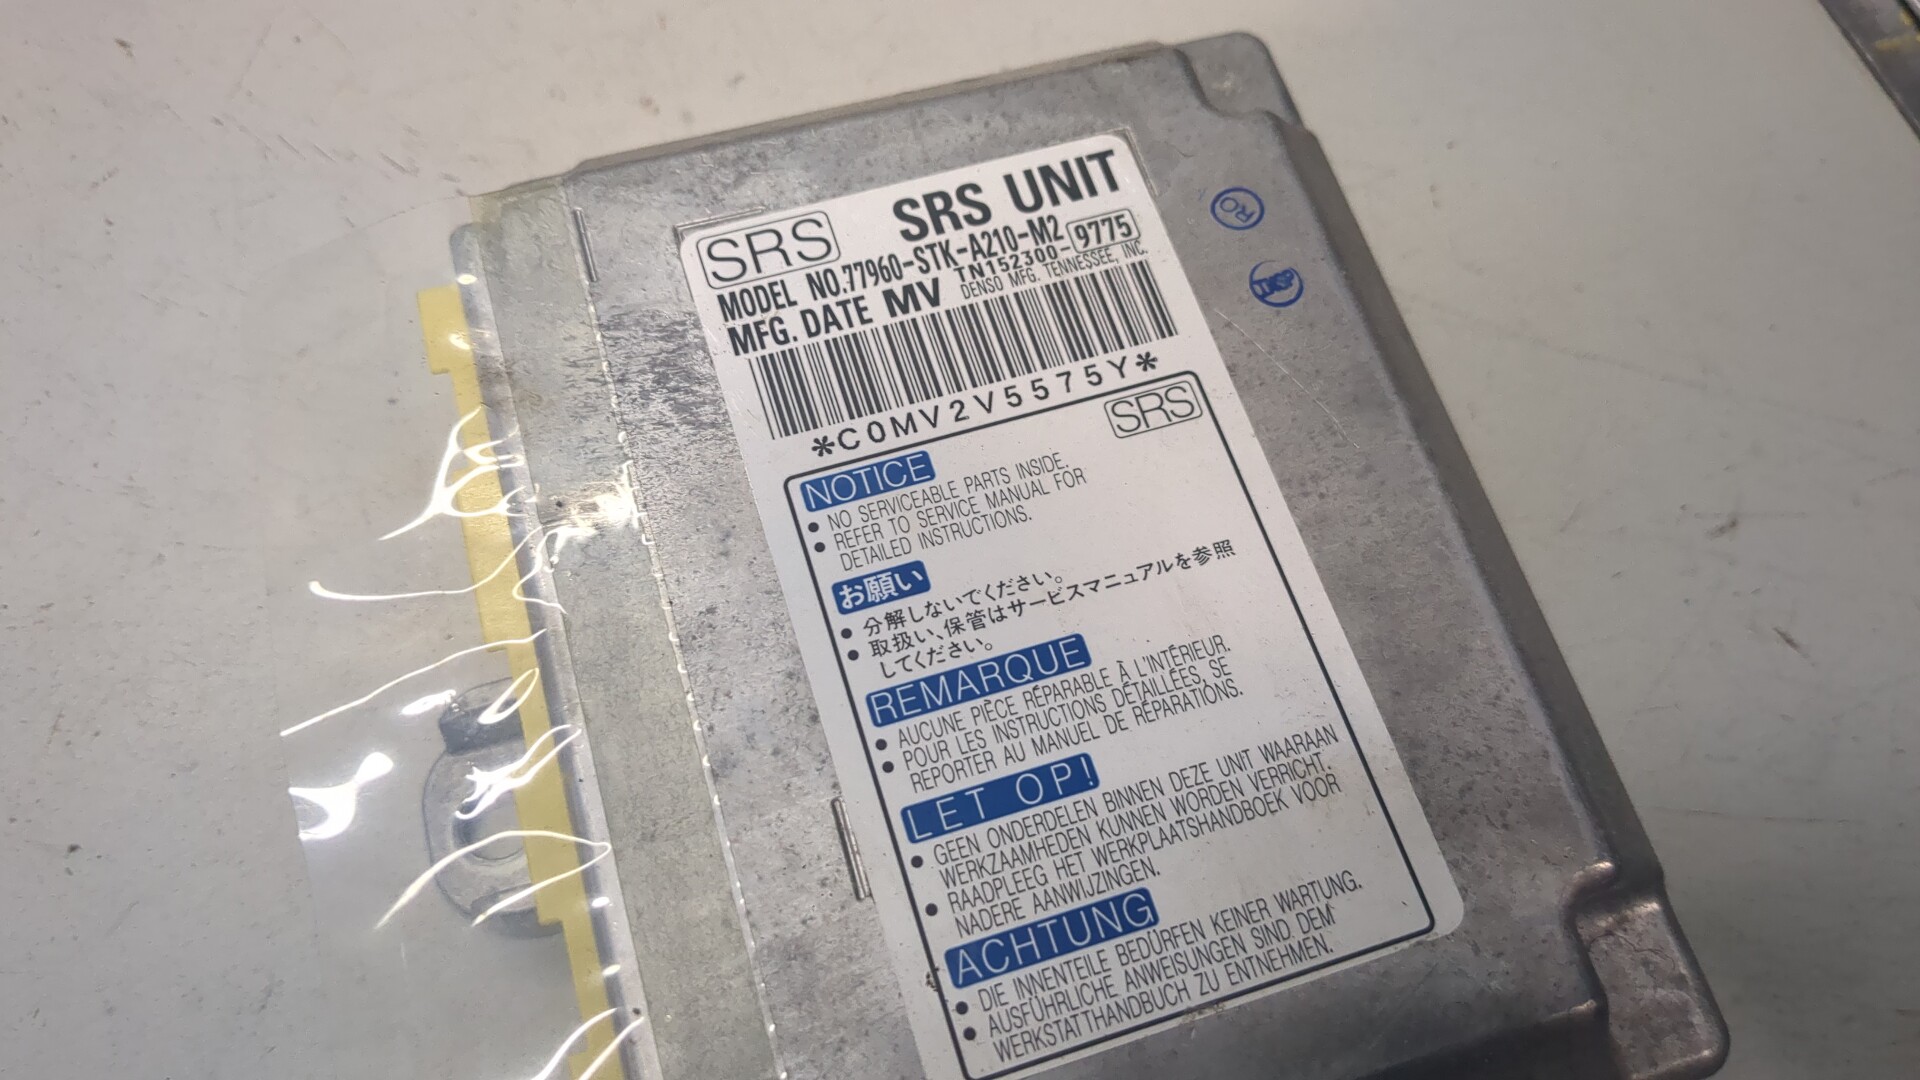 SRS
SRS UNIT
MODEL NO.77960-STK-A210-M2
TN152300-9775
MFG. DATE MV
DENSO MFG. TENNESSEE, INC.
*C0MV2V5575Y*
SRS
NOTICE
● NO SERVICEABLE PARTS INSIDE.
● REFER TO SERVICE MANUAL FOR
DETAILED INSTRUCTIONS.
お願い
● 分解しないでください。
● 取扱い、保管はサービスマニュアルを参照
してください。
REMARQUE
● AUCUNE PIÈCE RÉPARABLE À L'INTÉRIEUR.
● POUR LES INSTRUCTIONS DÉTAILLÉES, SE
REPORTER AU MANUEL DE RÉPARATIONS.
LET OP!
● GEEN ONDERDELEN BINNEN DEZE UNIT WAARAAN
WERKZAAMHEDEN KUNNEN WORDEN VERRICHT.
● RAADPLEEG HET WERKPLAATSHANDBOEK VOOR
NADERE AANWIJZINGEN.
ACHTUNG
● DIE INNENTEILE BEDÜRFEN KEINER WARTUNG.
● AUSFÜHRLICHE ANWEISUNGEN SIND DEM
WERKSTATTHANDBUCH ZU ENTNEHMEN.
RO